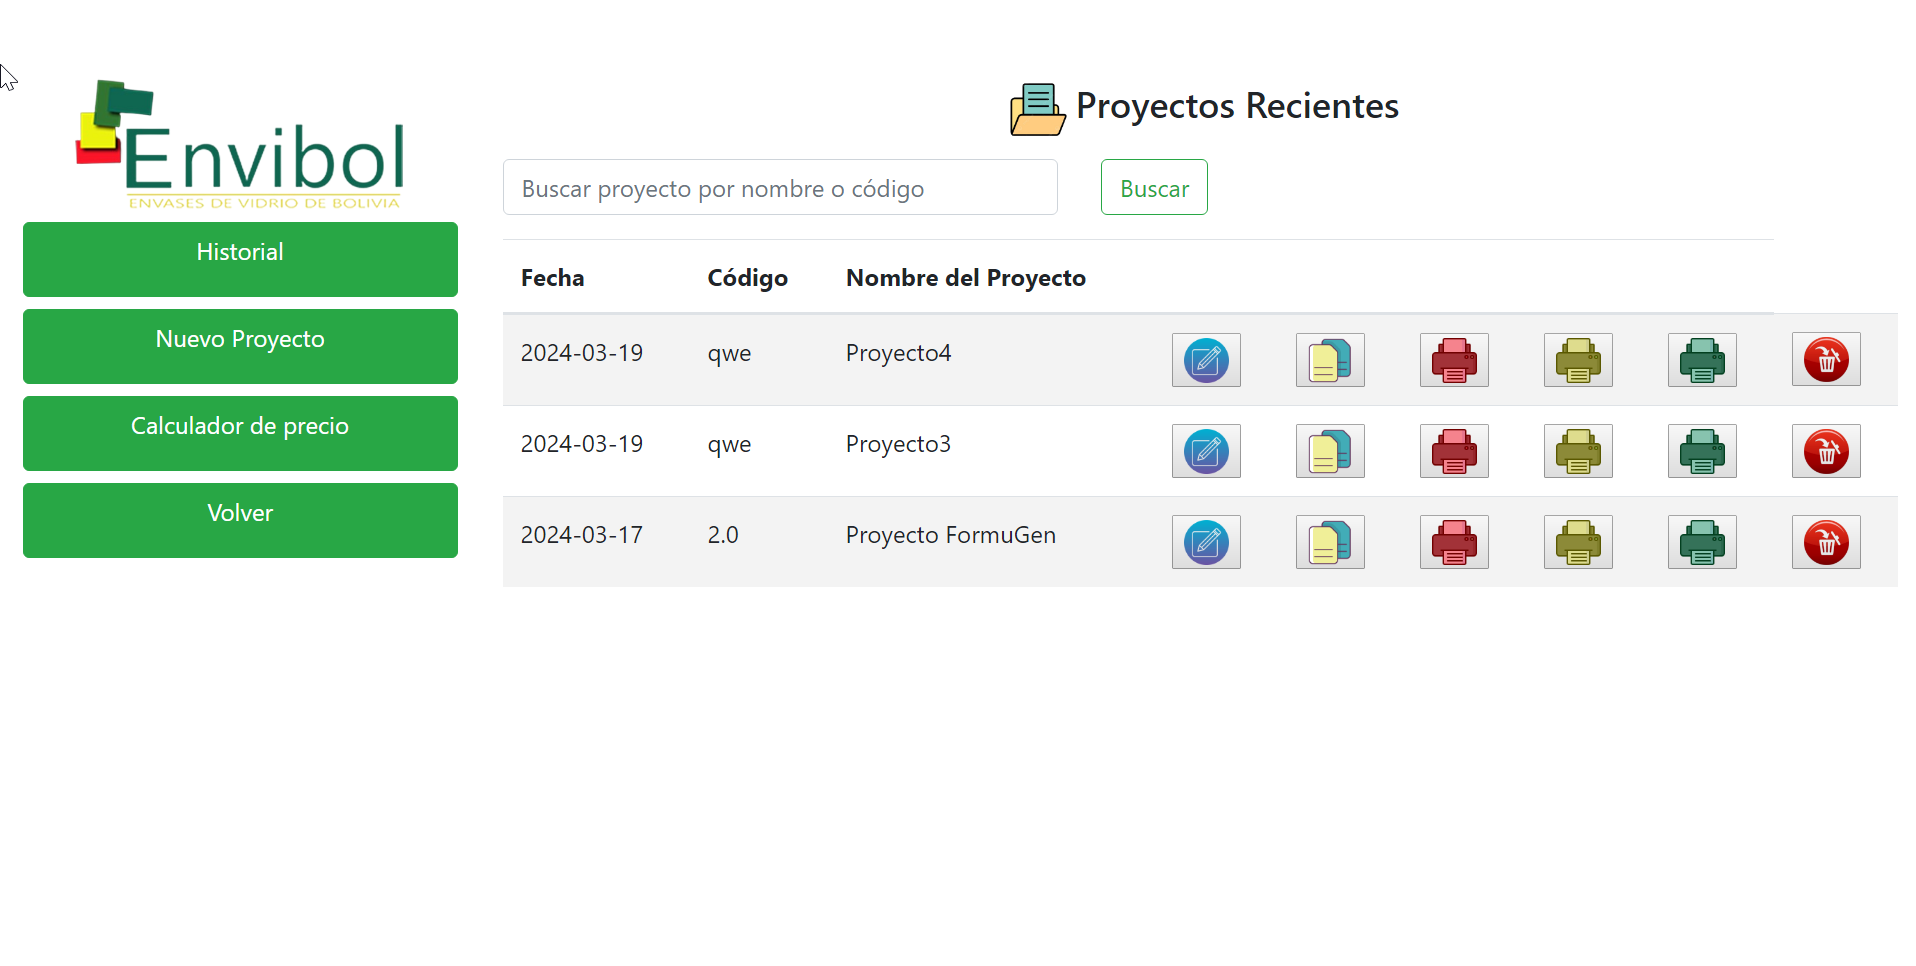 Envibol
ENVASES DE VIDRIO DE BOLIVIA
Historial
Nuevo Proyecto
Calculador de precio
Volver
Proyectos Recientes
Buscar proyecto por nombre o código
Buscar
Fecha Código Nombre del Proyecto
2024-03-19 qwe Proyecto4
2024-03-19 qwe Proyecto3
2024-03-17 2.0 Proyecto FormuGen